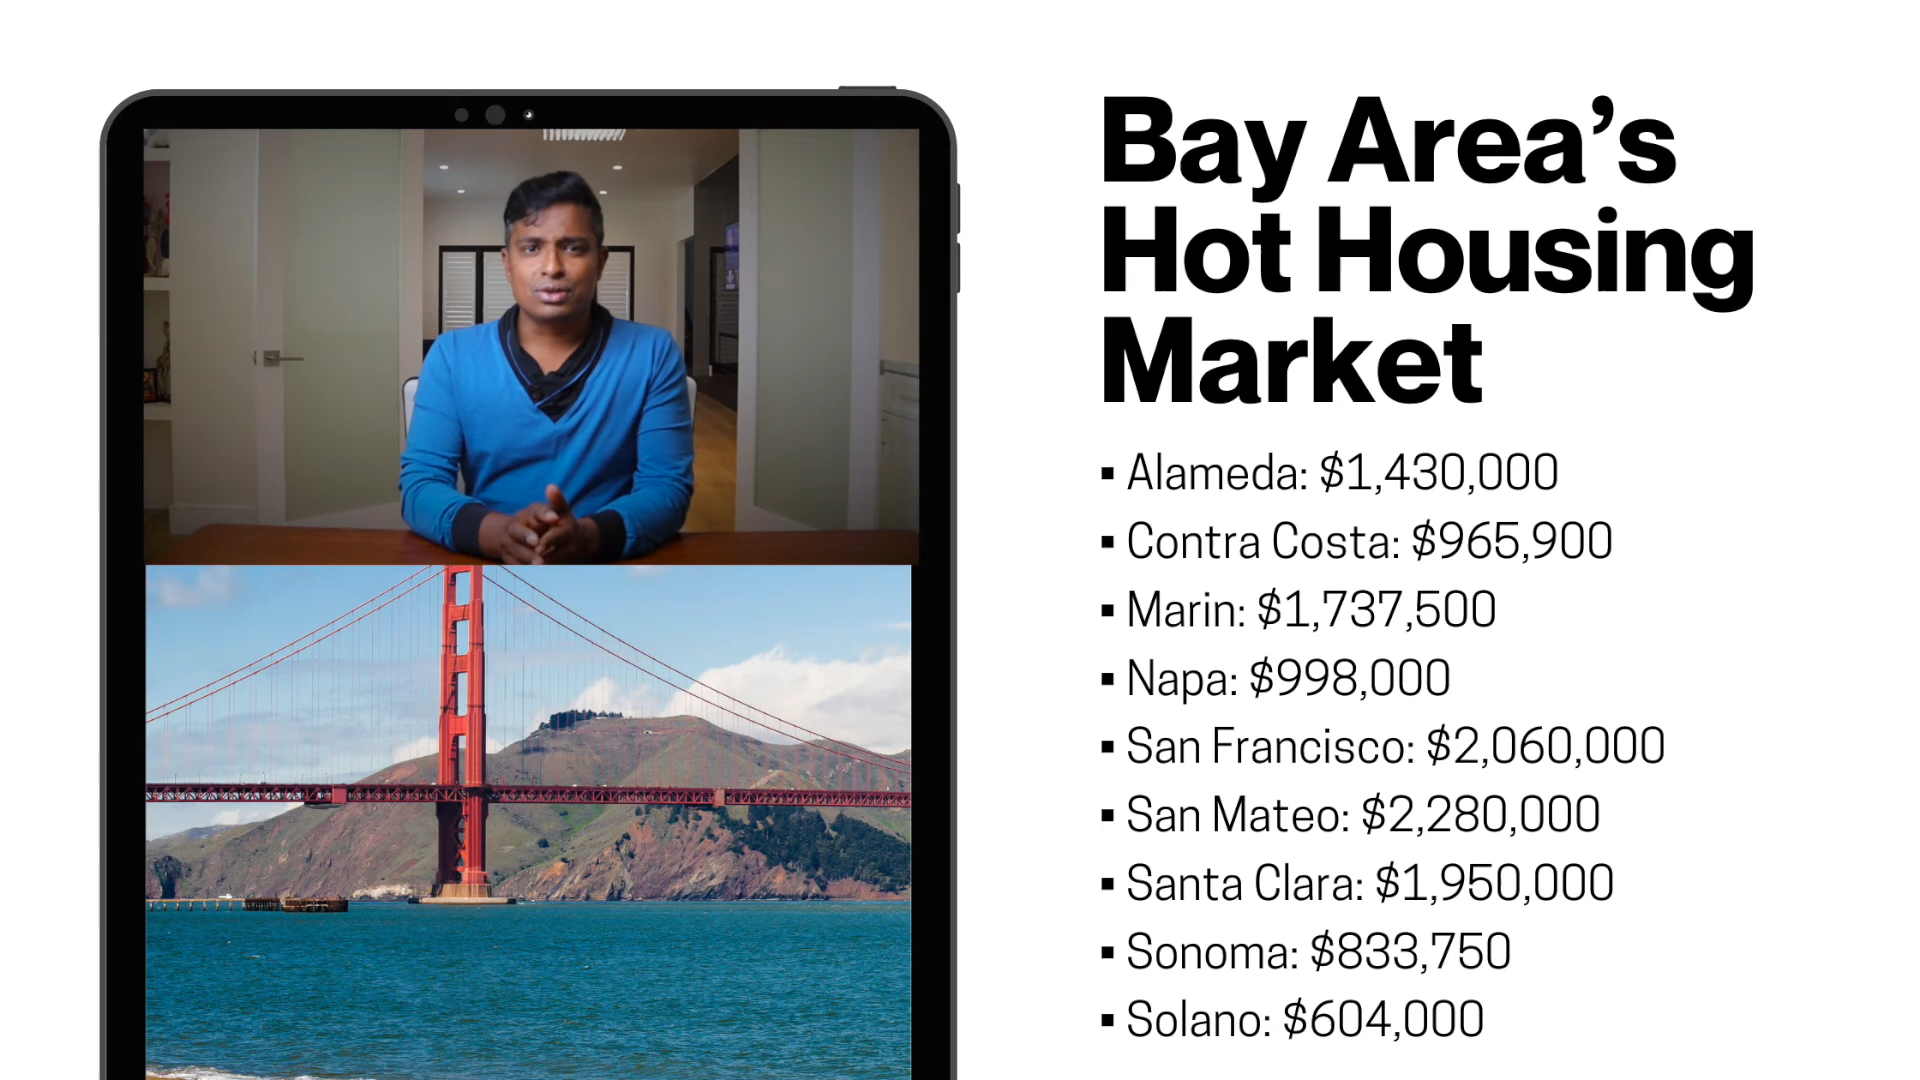 Bay Area’s
Hot Housing
Market
▪ Alameda: $1,430,000
▪ Contra Costa: $965,900
▪ Marin: $1,737,500
▪ Napa: $998,000
▪ San Francisco: $2,060,000
▪ San Mateo: $2,280,000
▪ Santa Clara: $1,950,000
▪ Sonoma: $833,750
▪ Solano: $604,000